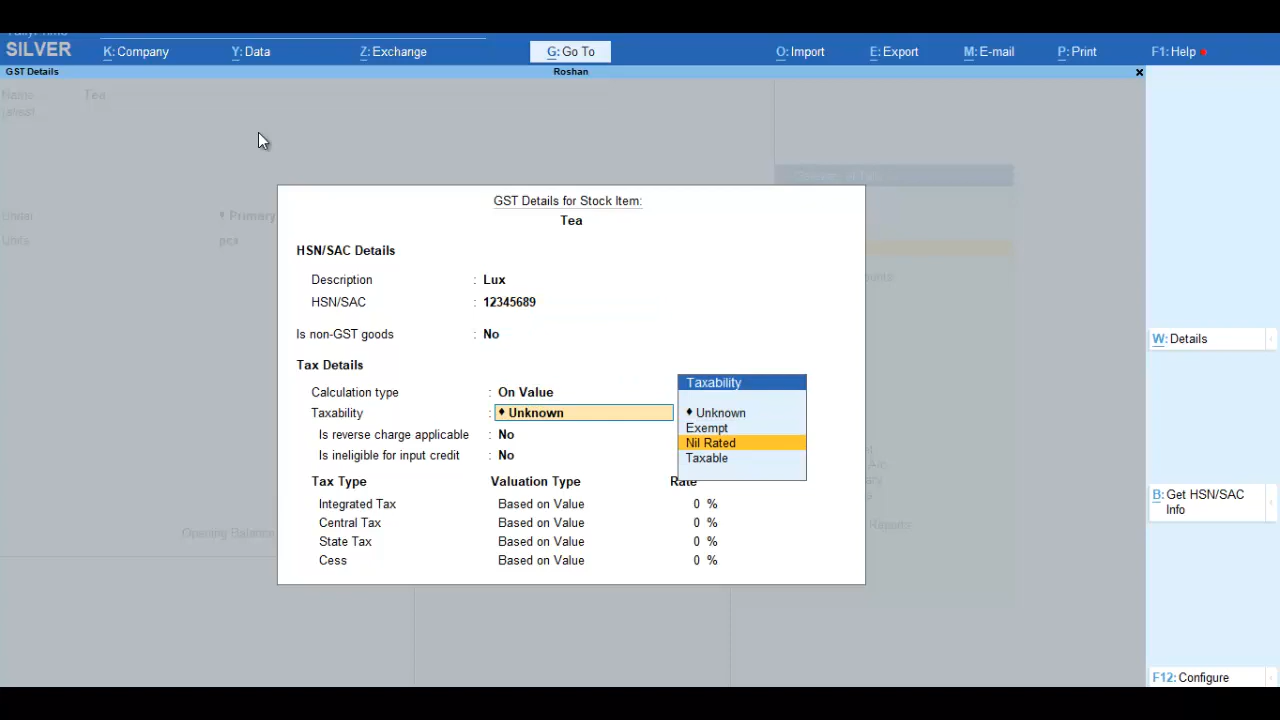 SILVER
K: Company
Y: Data
Z: Exchange
G: Go To
O: Import
E: Export
M: E-mail
P: Print
F1: Help
GST Details
Roshan
Name
Tea
(alias)
Under
Primary
Units
pcs
GST Details for Stock Item:
Tea
HSN/SAC Details
Description : Lux
HSN/SAC : 12345689
Is non-GST goods : No
Tax Details
Calculation type : On Value
Taxability : ♦ Unknown
Is reverse charge applicable : No
Is ineligible for input credit : No
Tax Type Valuation Type Rate
Integrated Tax Based on Value 0 %
Central Tax Based on Value 0 %
State Tax Based on Value 0 %
Cess Based on Value 0 %
Taxability
♦ Unknown
Exempt
Nil Rated
Taxable
Opening Balance
Reports
W: Details
B: Get HSN/SAC
Info
F12: Configure